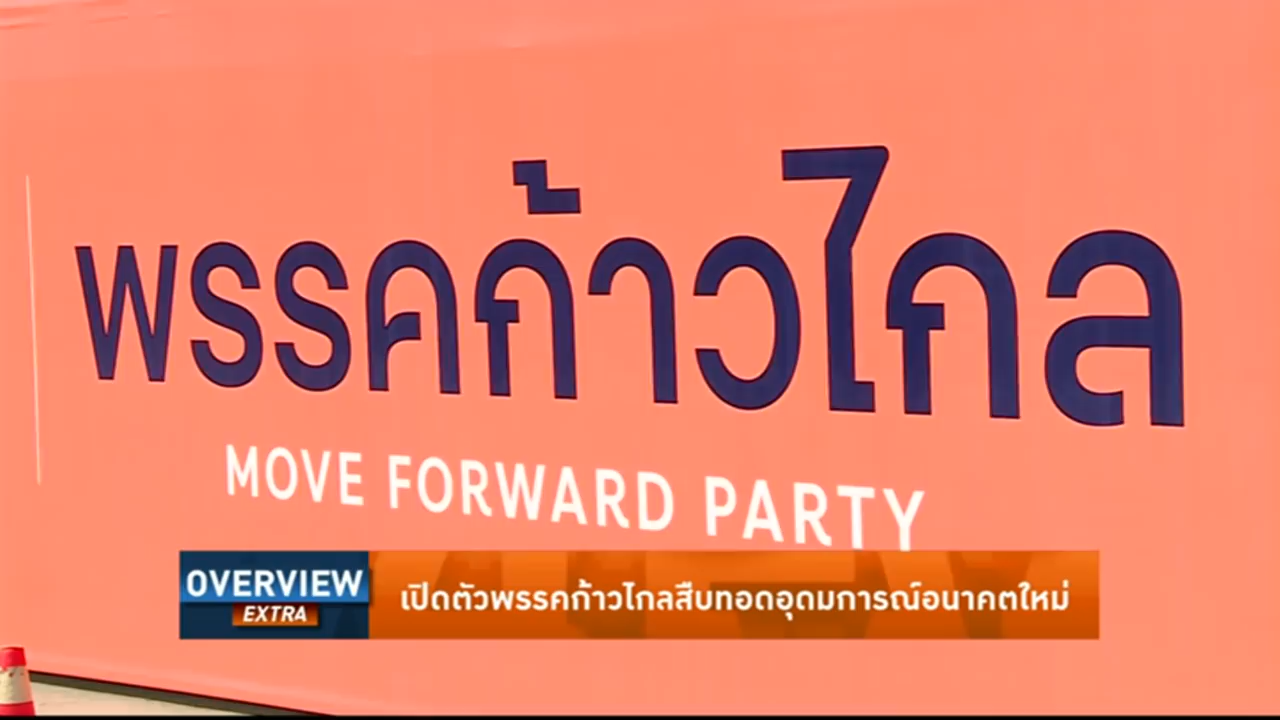 พรรคก้าวไกล
MOVE FORWARD PARTY
OVERVIEW
EXTRA
เปิดตัวพรรคก้าวไกลสืบทอดอุดมการณ์อนาคตใหม่